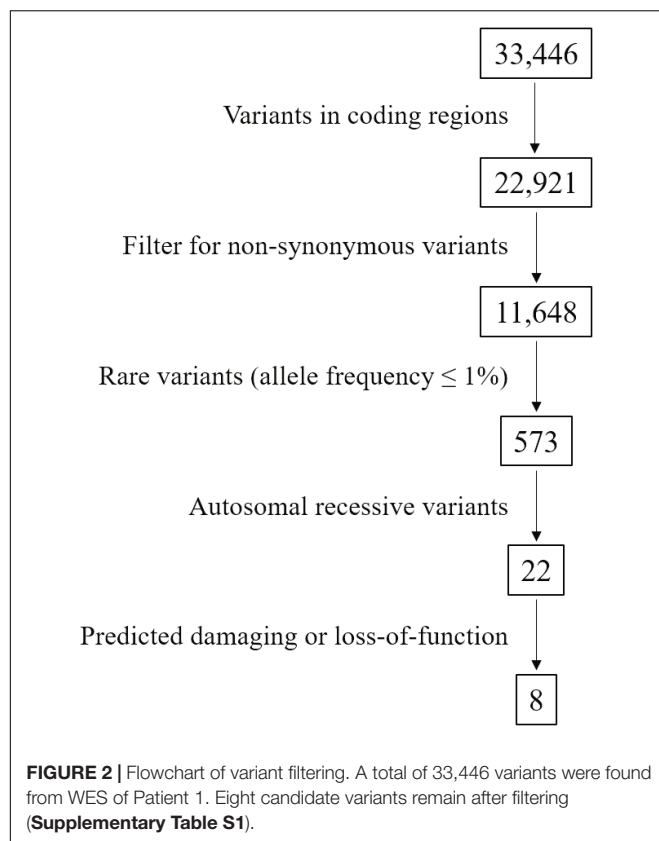 33,446
Variants in coding regions
22,921
Filter for non-synonymous variants
11,648
Rare variants (allele frequency ≤ 1%)
573
Autosomal recessive variants
22
Predicted damaging or loss-of-function
8
FIGURE 2 | Flowchart of variant filtering. A total of 33,446 variants were found
from WES of Patient 1. Eight candidate variants remain after filtering
(Supplementary Table S1).